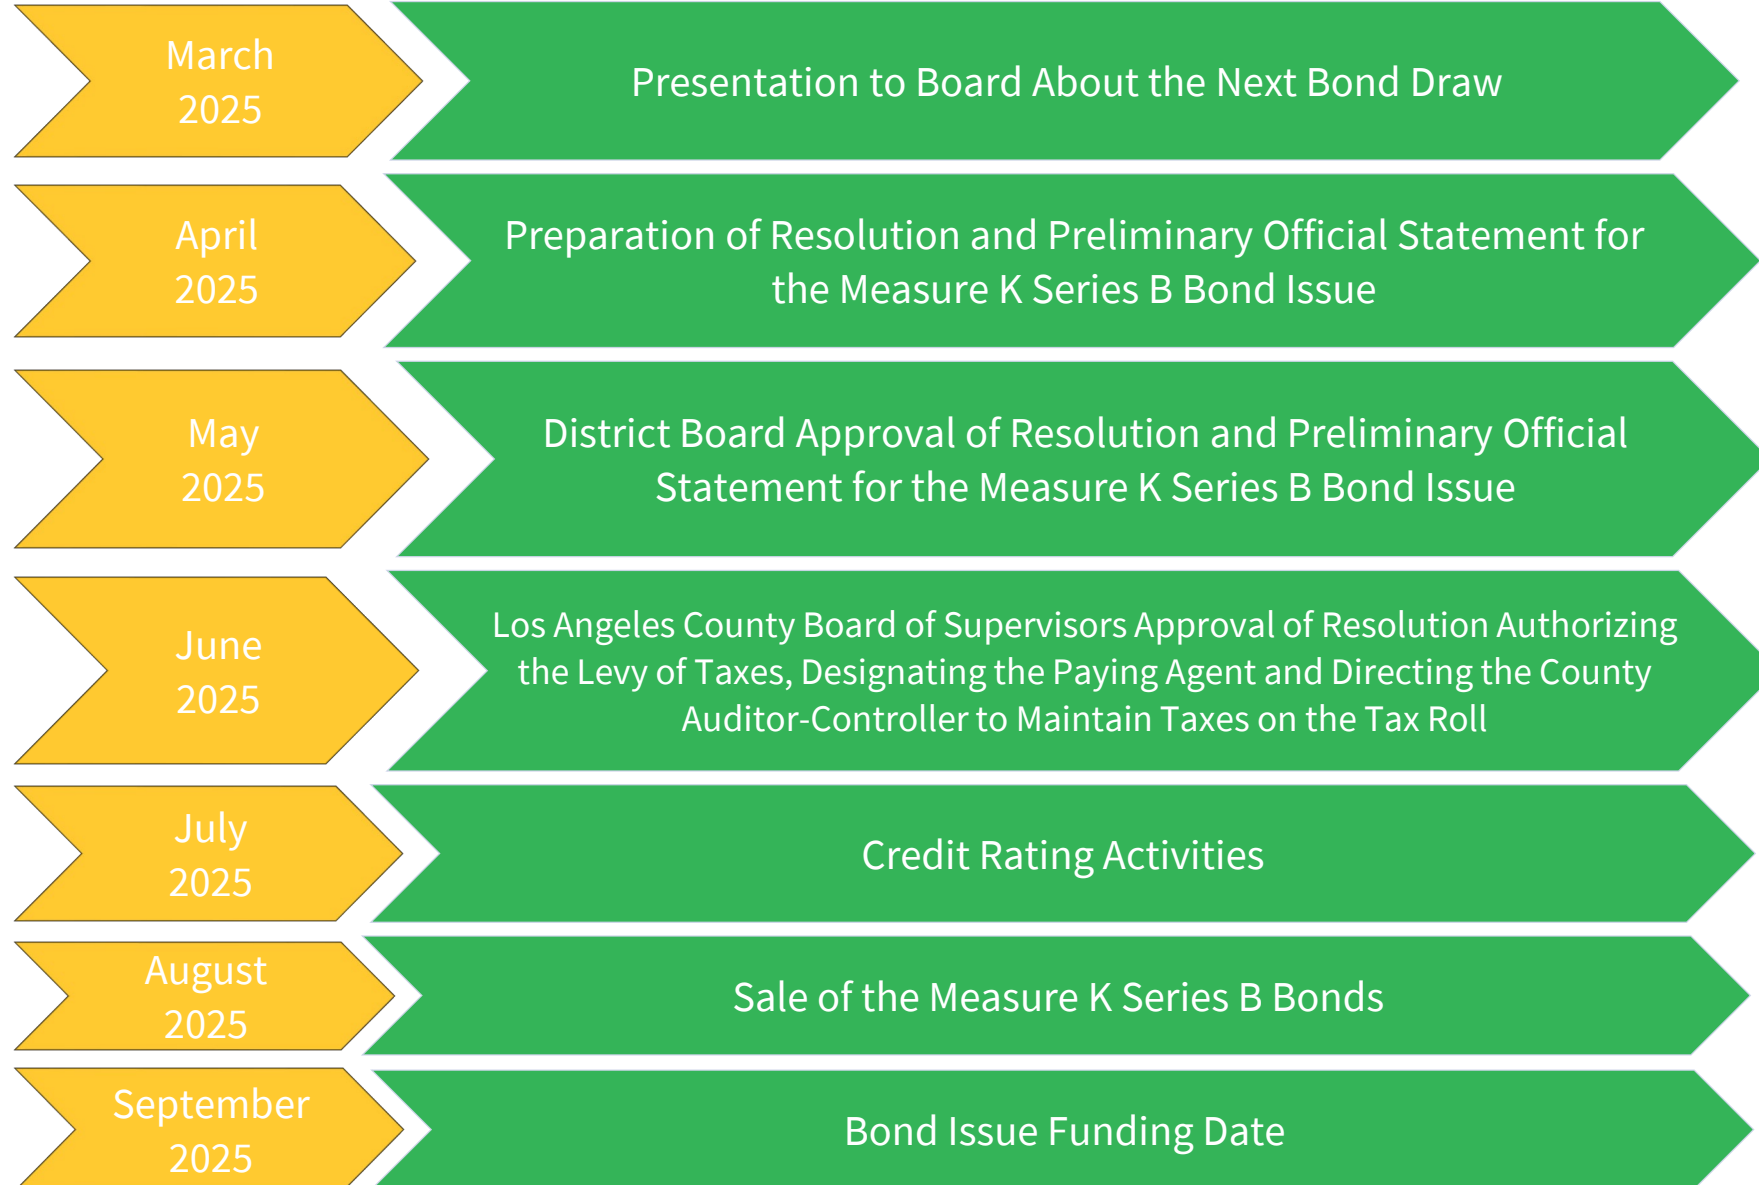 March
2025
Presentation to Board About the Next Bond Draw
April
2025
Preparation of Resolution and Preliminary Official Statement for
the Measure K Series B Bond Issue
May
2025
District Board Approval of Resolution and Preliminary Official
Statement for the Measure K Series B Bond Issue
June
2025
Los Angeles County Board of Supervisors Approval of Resolution Authorizing
the Levy of Taxes, Designating the Paying Agent and Directing the County
Auditor-Controller to Maintain Taxes on the Tax Roll
July
2025
Credit Rating Activities
August
2025
Sale of the Measure K Series B Bonds
September
2025
Bond Issue Funding Date